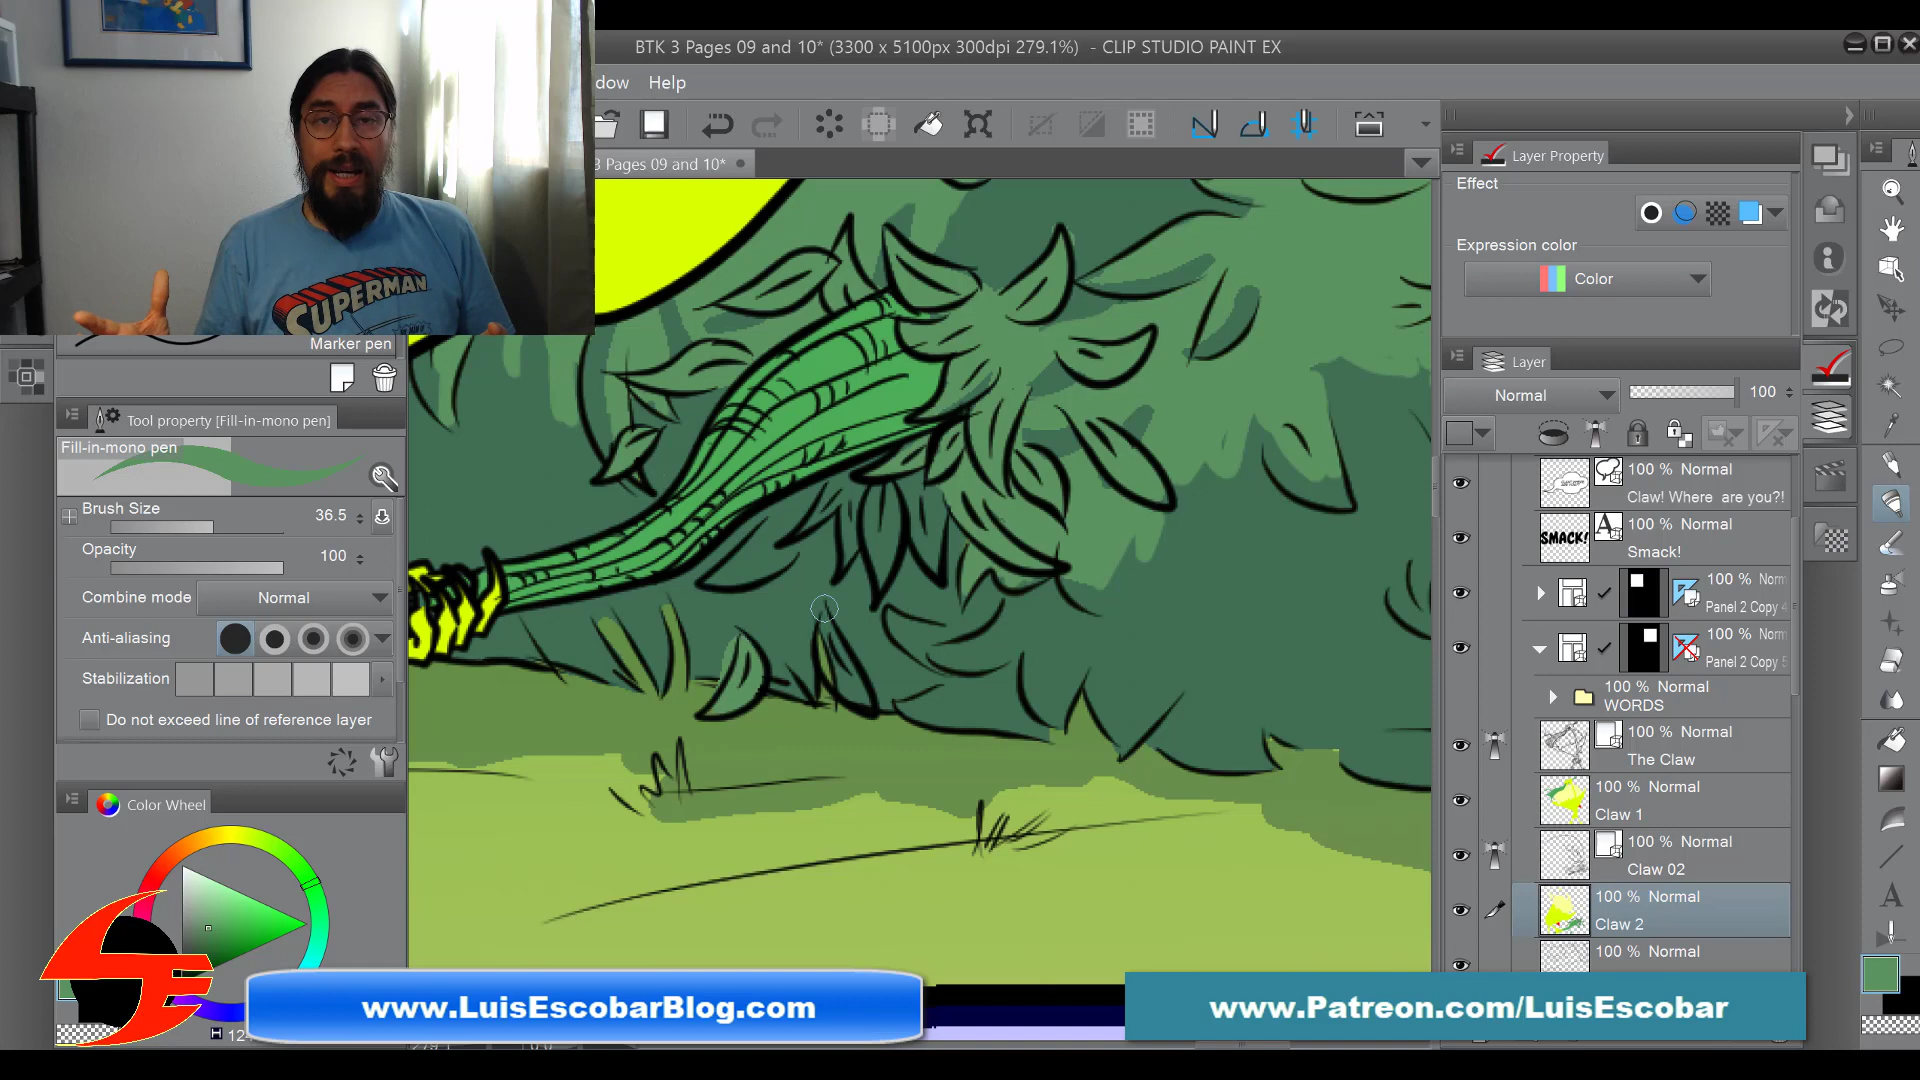 BTK 3 Pages 09 and 10* (3300 x 5100px 300dpi 279.1%) - CLIP STUDIO PAINT EX
dow Help
3 Pages 09 and 10*
SUPERMAN
Marker pen
Tool property [Fill-in-mono pen]
Fill-in-mono pen
Brush Size 36.5
Opacity 100
Combine mode Normal
Anti-aliasing
Stabilization
Do not exceed line of reference layer
Color Wheel
Layer Property
Effect
Expression color
Color
Layer
Normal 100
100 % Normal
Claw! Where are you?!
SMACK!
100 % Normal
Smack!
100 % Norm
Panel 2 Copy 4
100 % Norm
Panel 2 Copy 5
100 % Normal
WORDS
100 % Normal
The Claw
100 % Normal
Claw 1
100 % Normal
Claw 02
100 % Normal
Claw 2
100 % Normal
www.LuisEscobarBlog.com
www.Patreon.com/LuisEscobar